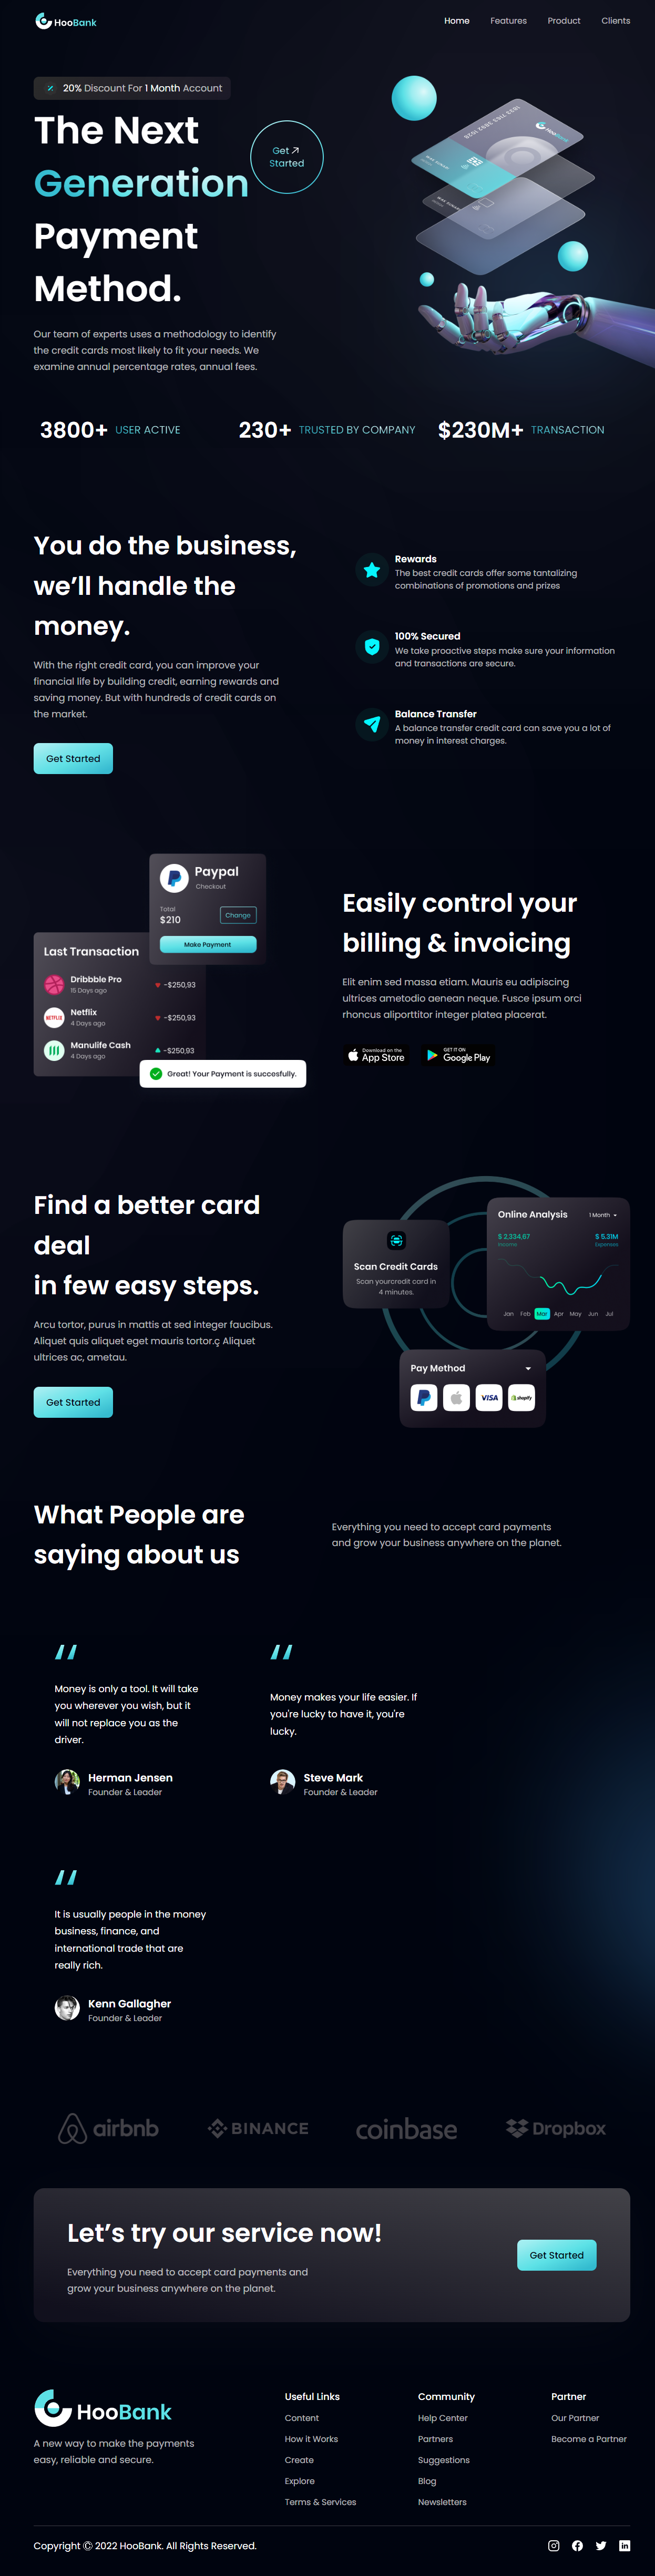 HooBank
Home Features Product Clients
20% Discount For 1 Month Account
The Next
Generation
Get
Started
Payment
Method.
Our team of experts uses a methodology to identify
the credit cards most likely to fit your needs. We
examine annual percentage rates, annual fees.
HooBank
3800+ USER ACTIVE
230+ TRUSTED BY COMPANY
$230M+ TRANSACTION
You do the business,
we’ll handle the
money.
With the right credit card, you can improve your
financial life by building credit, earning rewards and
saving money. But with hundreds of credit cards on
the market.
Get Started
Rewards
The best credit cards offer some tantalizing
combinations of promotions and prizes
100% Secured
We take proactive steps make sure your information
and transactions are secure.
Balance Transfer
A balance transfer credit card can save you a lot of
money in interest charges.
Paypal
Checkout
Total
$210
Change
Make Payment
Last Transaction
Dribbble Pro
15 Days ago
-$250,93
NETFLIX
Netflix
4 Days ago
-$250,93
Manulife Cash
4 Days ago
-$250,93
Great! Your Payment is succesfully.
Easily control your
billing & invoicing
Elit enim sed massa etiam. Mauris eu adipiscing
ultrices ametodio aenean neque. Fusce ipsum orci
rhoncus aliporttitor integer platea placerat.
Download on the
App Store
GET IT ON
Google Play
Find a better card
deal
in few easy steps.
Arcu tortor, purus in mattis at sed integer faucibus.
Aliquet quis aliquet eget mauris tortor.ç Aliquet
ultrices ac, ametau.
Get Started
Scan Credit Cards
Scan yourcredit card in
4 minutes.
Online Analysis
1 Month
$ 2,334,67
Income
$ 5.31M
Expenses
Jan Feb Mar Apr May Jun Jul
Pay Method
VISA
shopify
What People are
saying about us
Everything you need to accept card payments
and grow your business anywhere on the planet.
Money is only a tool. It will take
you wherever you wish, but it
will not replace you as the
driver.
Herman Jensen
Founder & Leader
Money makes your life easier. If
you're lucky to have it, you're
lucky.
Steve Mark
Founder & Leader
It is usually people in the money
business, finance, and
international trade that are
really rich.
Kenn Gallagher
Founder & Leader
airbnb
BINANCE
coinbase
Dropbox
Let’s try our service now!
Everything you need to accept card payments and
grow your business anywhere on the planet.
Get Started
HooBank
A new way to make the payments
easy, reliable and secure.
Useful Links
Content
How it Works
Create
Explore
Terms & Services
Community
Help Center
Partners
Suggestions
Blog
Newsletters
Partner
Our Partner
Become a Partner
Copyright Ⓒ 2022 HooBank. All Rights Reserved.